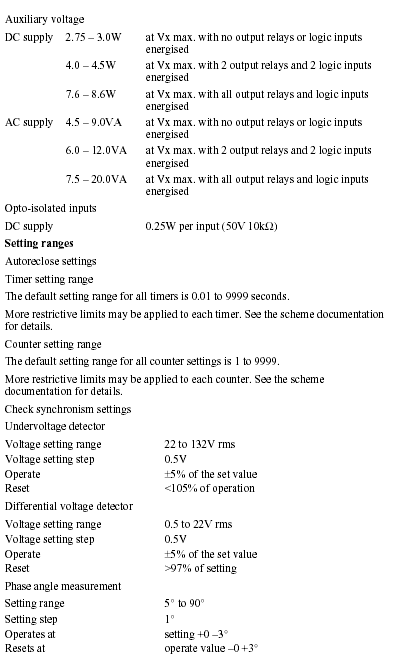 Auxiliary voltage
DC supply 2.75 – 3.0W at Vx max. with no output relays or logic inputs
energised
4.0 – 4.5W at Vx max. with 2 output relays and 2 logic inputs
energised
7.6 – 8.6W at Vx max. with all output relays and logic inputs
energised
AC supply 4.5 – 9.0VA at Vx max. with no output relays or logic inputs
energised
6.0 – 12.0VA at Vx max. with 2 output relays and 2 logic inputs
energised
7.5 – 20.0VA at Vx max. with all output relays and logic inputs
energised
Opto-isolated inputs
DC supply 0.25W per input (50V 10kΩ)
Setting ranges
Autoreclose settings
Timer setting range
The default setting range for all timers is 0.01 to 9999 seconds.
More restrictive limits may be applied to each timer. See the scheme documentation
for details.
Counter setting range
The default setting range for all counter settings is 1 to 9999.
More restrictive limits may be applied to each counter. See the scheme
documentation for details.
Check synchronism settings
Undervoltage detector
Voltage setting range 22 to 132V rms
Voltage setting step 0.5V
Operate ±5% of the set value
Reset <105% of operation
Differential voltage detector
Voltage setting range 0.5 to 22V rms
Voltage setting step 0.5V
Operate ±5% of the set value
Reset >97% of setting
Phase angle measurement
Setting range 5° to 90°
Setting step 1°
Operates at setting +0 –3°
Resets at operate value –0 +3°